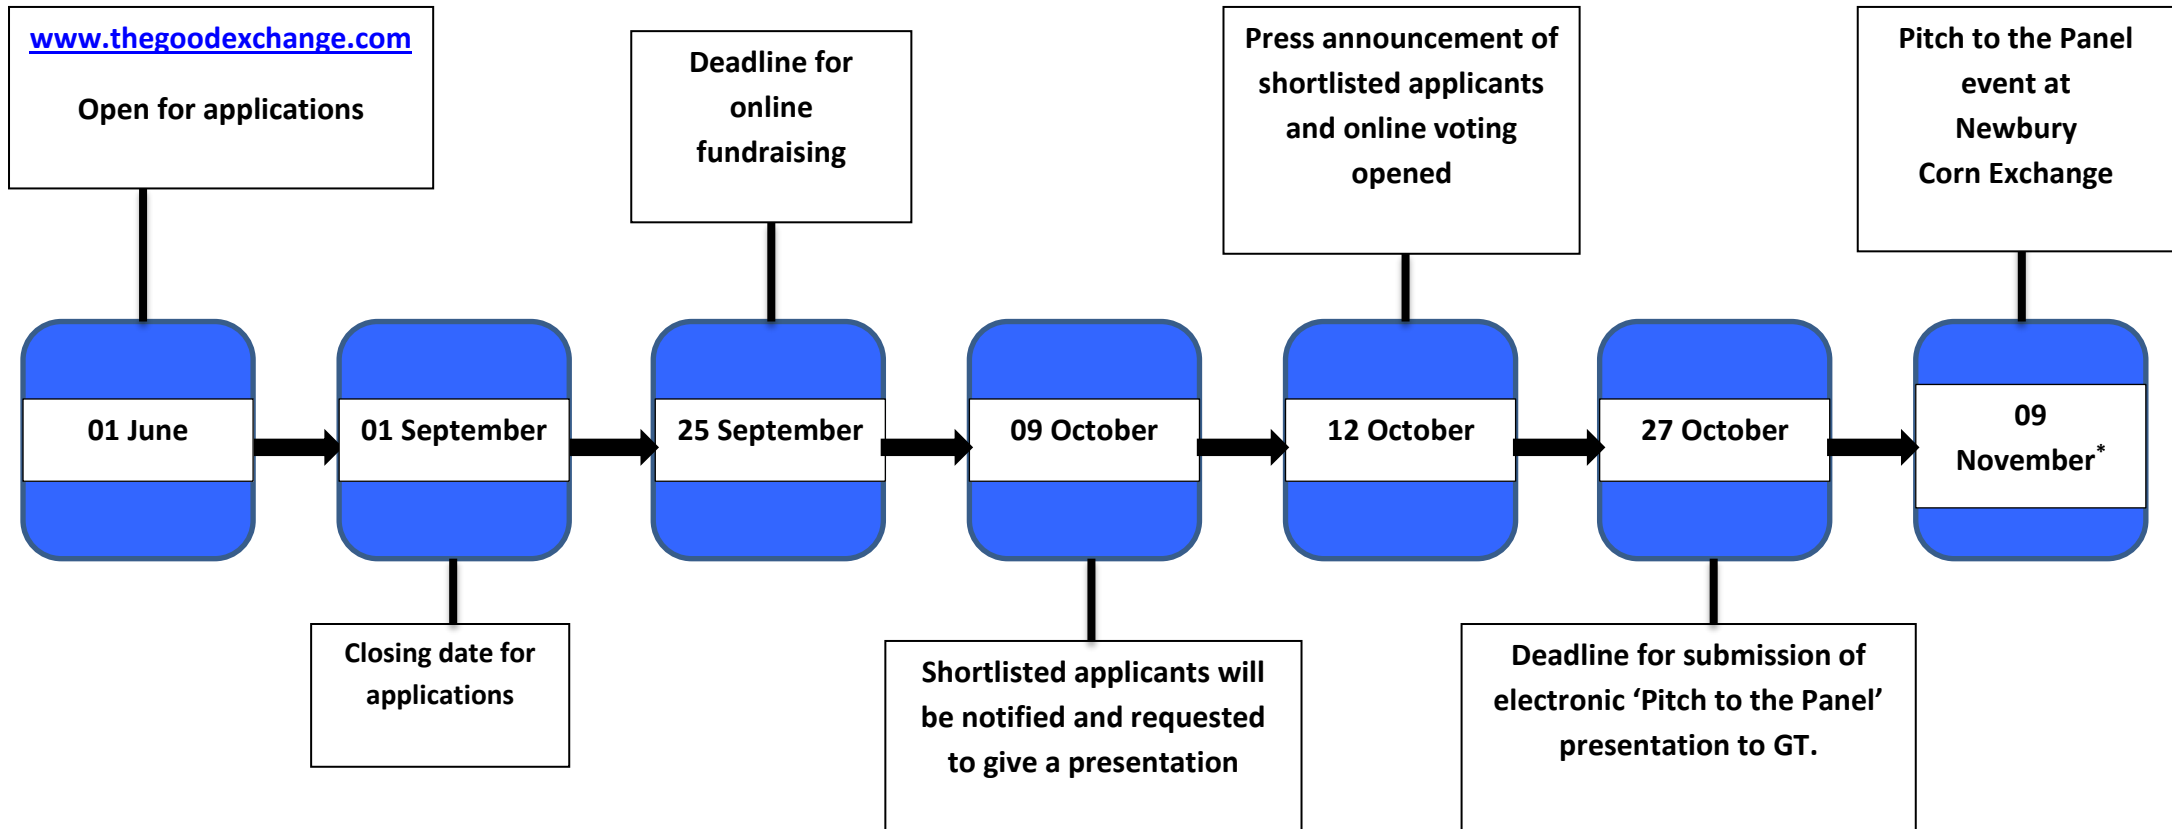 www.thegoodexchange.com
Open for applications
Deadline for
online
fundraising
Press announcement of
shortlisted applicants
and online voting
opened
Pitch to the Panel
event at
Newbury
Corn Exchange
01 June
01 September
25 September
09 October
12 October
27 October
09
November*
Closing date for
applications
Shortlisted applicants will
be notified and requested
to give a presentation
Deadline for submission of
electronic ‘Pitch to the Panel’
presentation to GT.